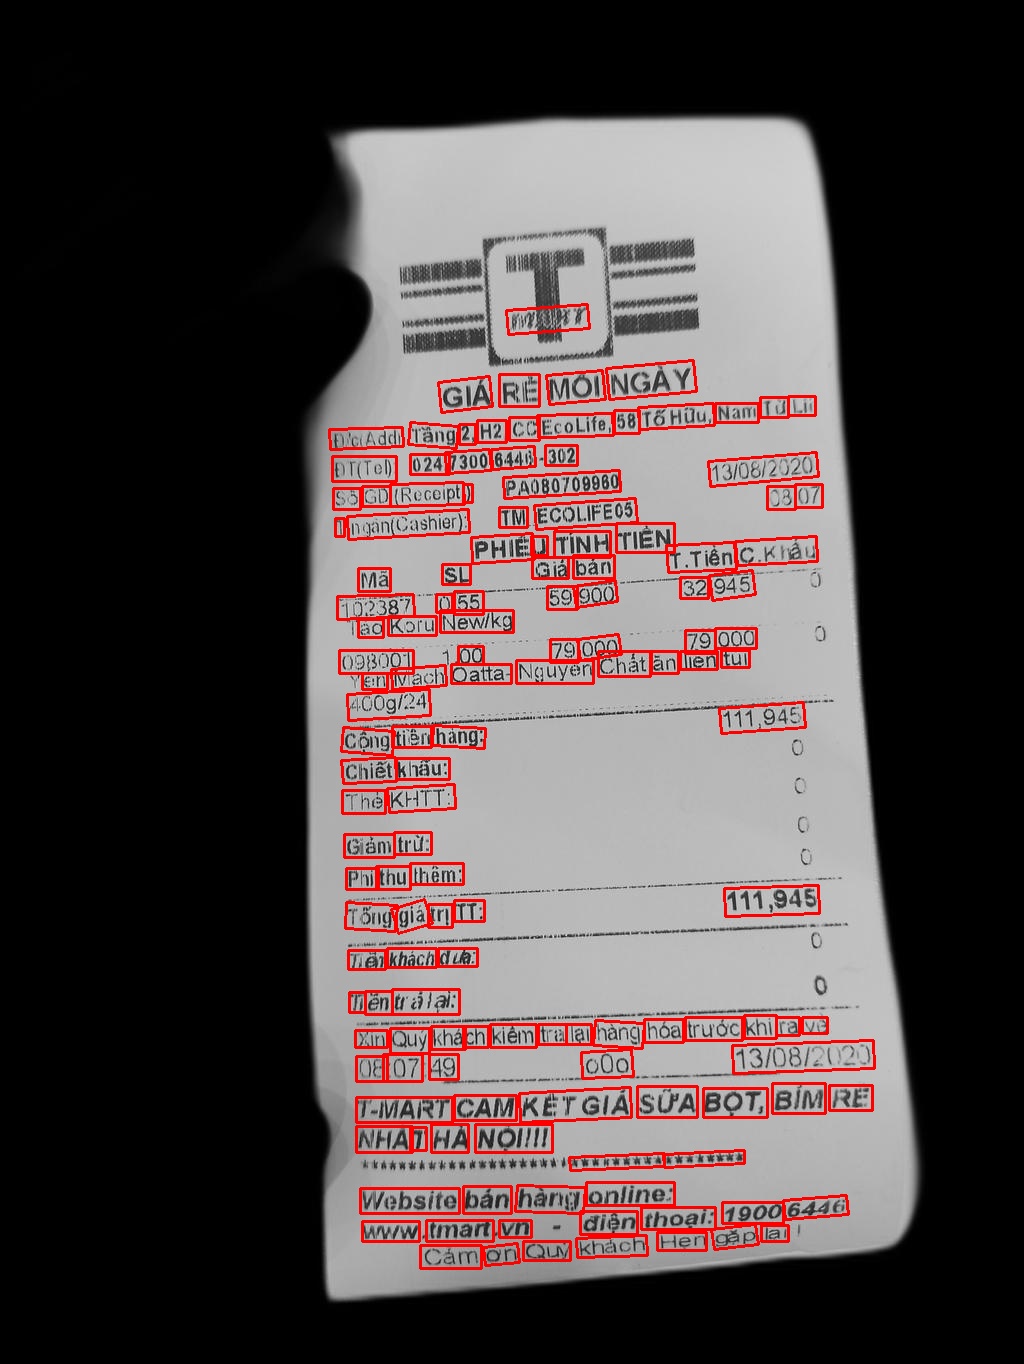 T
MART
GIÁ RẺ MỖI NGÀY
Đ/c(Addr Tầng 2, H2 CC EcoLife, 58 Tố Hữu, Nam Từ Li
ĐT(Tel) 024 7300 6446 - 302
Số GD (Receipt) PA080709960 13/08/2020
ngân(Cashier): TM ECOLIFE05 08 07
PHIẾU TÍNH TIỀN
Mã SL Giá bán T.Tiền C.Khấu
102387 0.55 59 900 32 945 0
Táo Koru New/kg
098001 1.00 79 000 79 000 0
Yến Mạch Oatta- Nguyên Chất ăn liền túi
400g/24
Cộng tiền hàng: 111,945
Chiết khấu: 0
Thẻ KHTT: 0
0
Giảm trừ: 0
Phí thu thêm:
Tổng giá trị TT: 111,945
Tiền khách đưa: 0
Tiền trả lại: 0
Xin Quý khách kiểm tra lại hàng hóa trước khi ra về
08 07 49 o0o 13/08/2020
T-MART CAM KẾT GIÁ SỮA BỘT, BỈM RẺ
NHẤT HÀ NỘI!!!
*************************************************
Website bán hàng online:
www.tmart.vn - điện thoại: 1900 6446
Cảm ơn Quý khách Hẹn gặp lại !